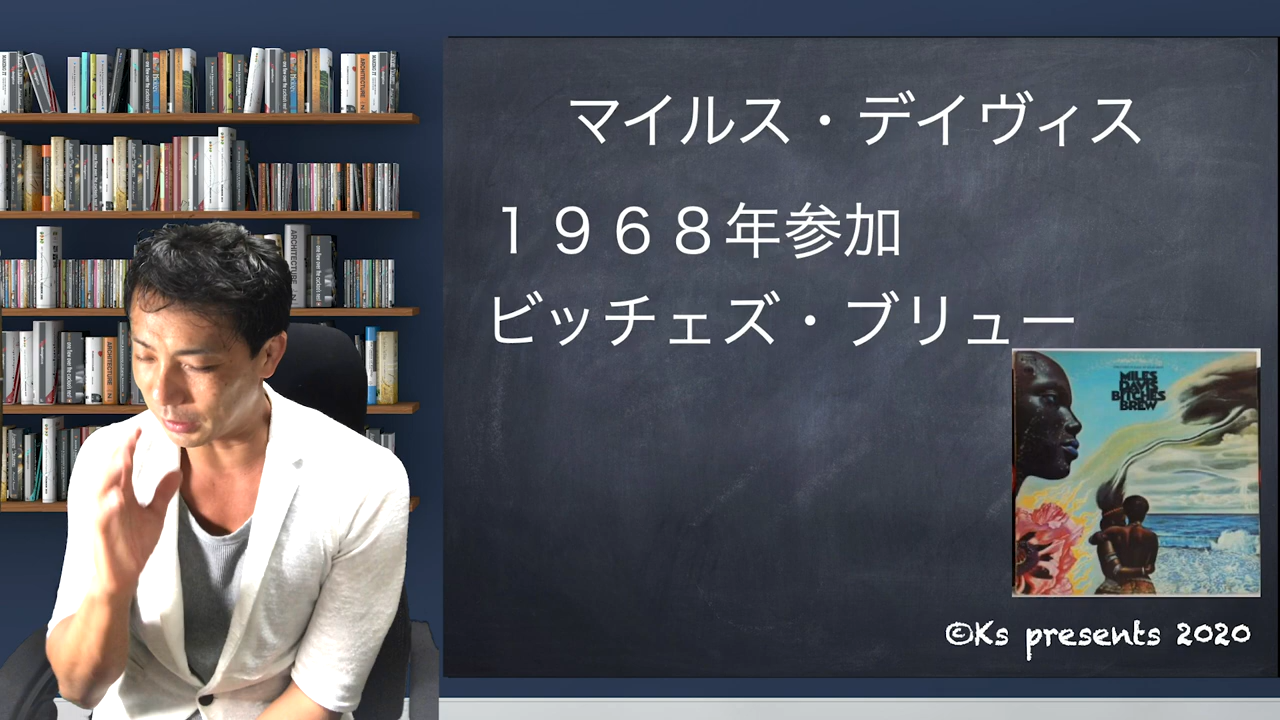 マイルス・デイヴィス
１９６８年参加
ビッチェズ・ブリュー
MILES
DAVIS
BITCHES
BREW
©Ks presents 2020